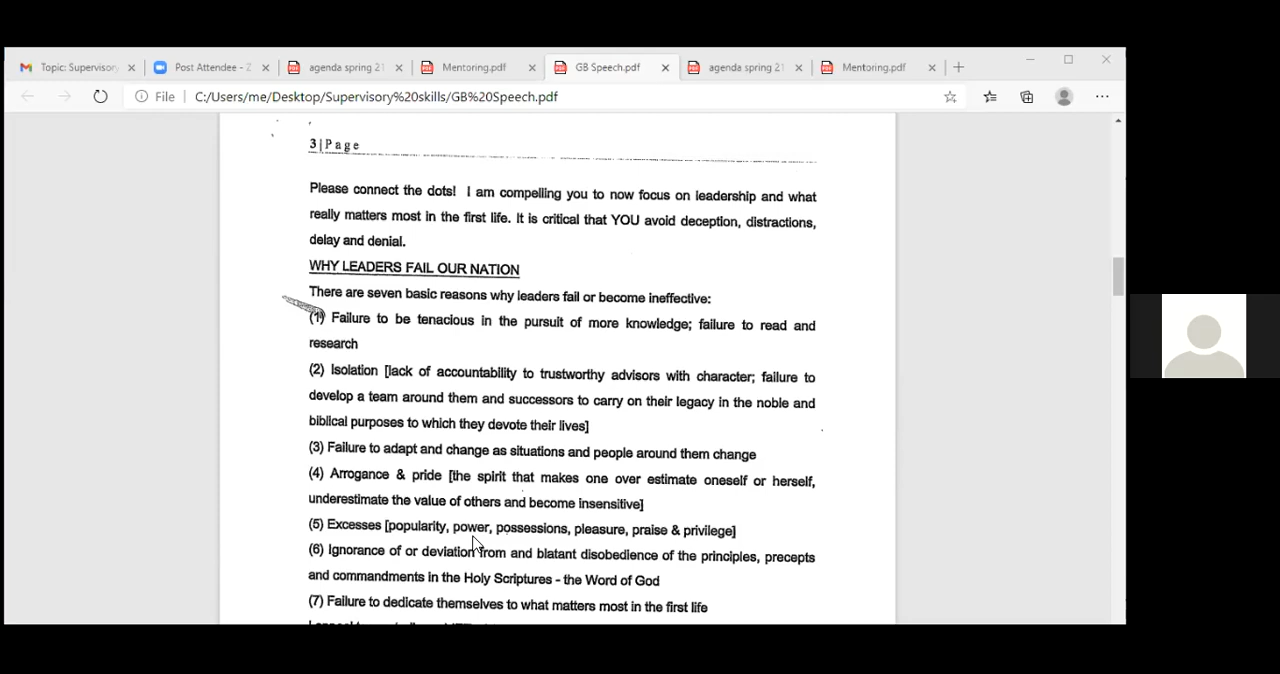 Topic: Supervisory
Post Attendee - Z
agenda spring 21
Mentoring.pdf
GB Speech.pdf
agenda spring 21
Mentoring.pdf
File
C:/Users/me/Desktop/Supervisory%20skills/GB%20Speech.pdf
3|Page
Please connect the dots! I am compelling you to now focus on leadership and what
really matters most in the first life. It is critical that YOU avoid deception, distractions,
delay and denial.
WHY LEADERS FAIL OUR NATION
There are seven basic reasons why leaders fail or become ineffective:
(1) Failure to be tenacious in the pursuit of more knowledge; failure to read and
research
(2) Isolation [lack of accountability to trustworthy advisors with character; failure to
develop a team around them and successors to carry on their legacy in the noble and
biblical purposes to which they devote their lives]
(3) Failure to adapt and change as situations and people around them change
(4) Arrogance & pride [the spirit that makes one over estimate oneself or herself,
underestimate the value of others and become insensitive]
(5) Excesses [popularity, power, possessions, pleasure, praise & privilege]
(6) Ignorance of or deviation from and blatant disobedience of the principles, precepts
and commandments in the Holy Scriptures - the Word of God
(7) Failure to dedicate themselves to what matters most in the first life